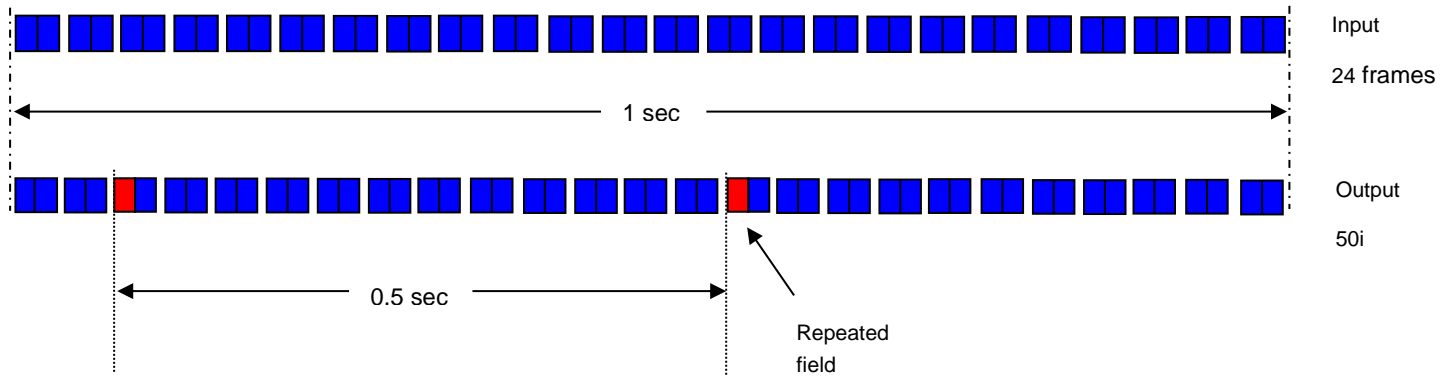 Input
24 frames
1 sec
Output
50i
0.5 sec
Repeated
field